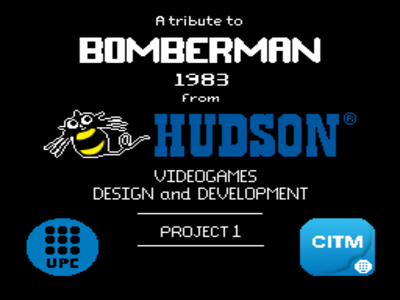 A tribute to
BOMBERMAN
1983
from
HUDSON®
VIDEOGAMES
DESIGN and DEVELOPMENT
PROJECT 1
UPC
CITM